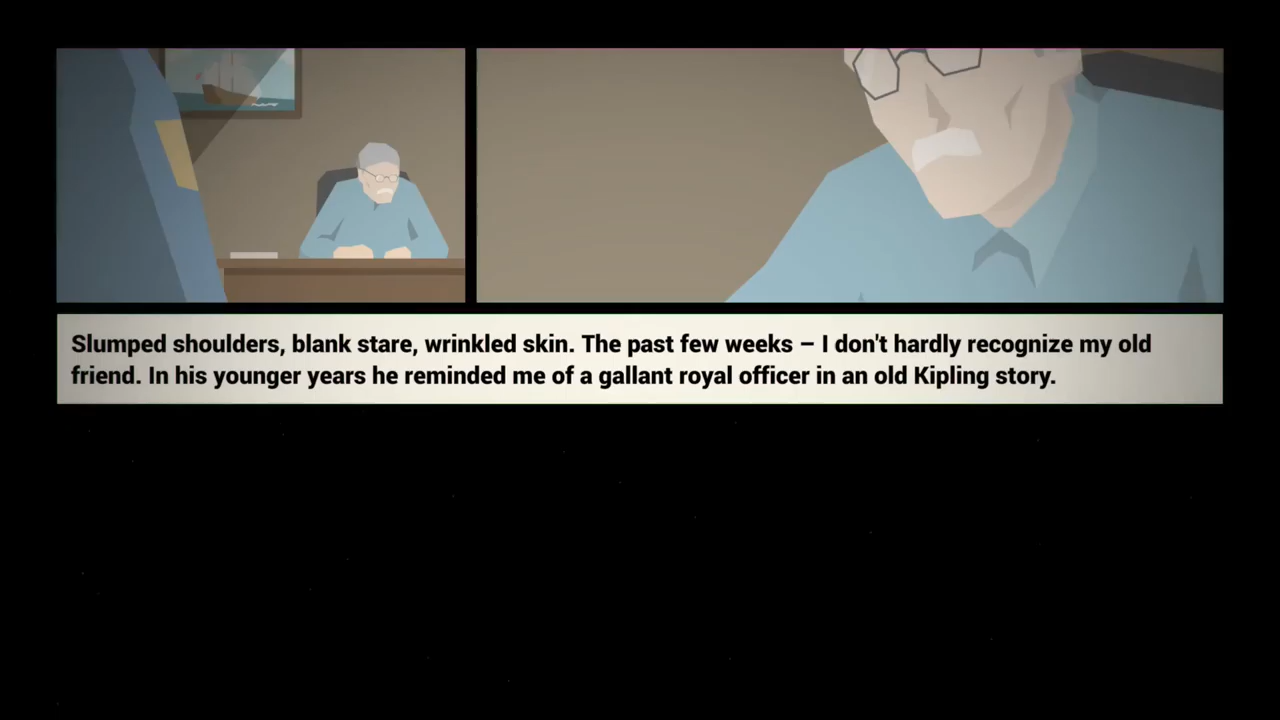 Slumped shoulders, blank stare, wrinkled skin. The past few weeks – I don't hardly recognize my old
friend. In his younger years he reminded me of a gallant royal officer in an old Kipling story.